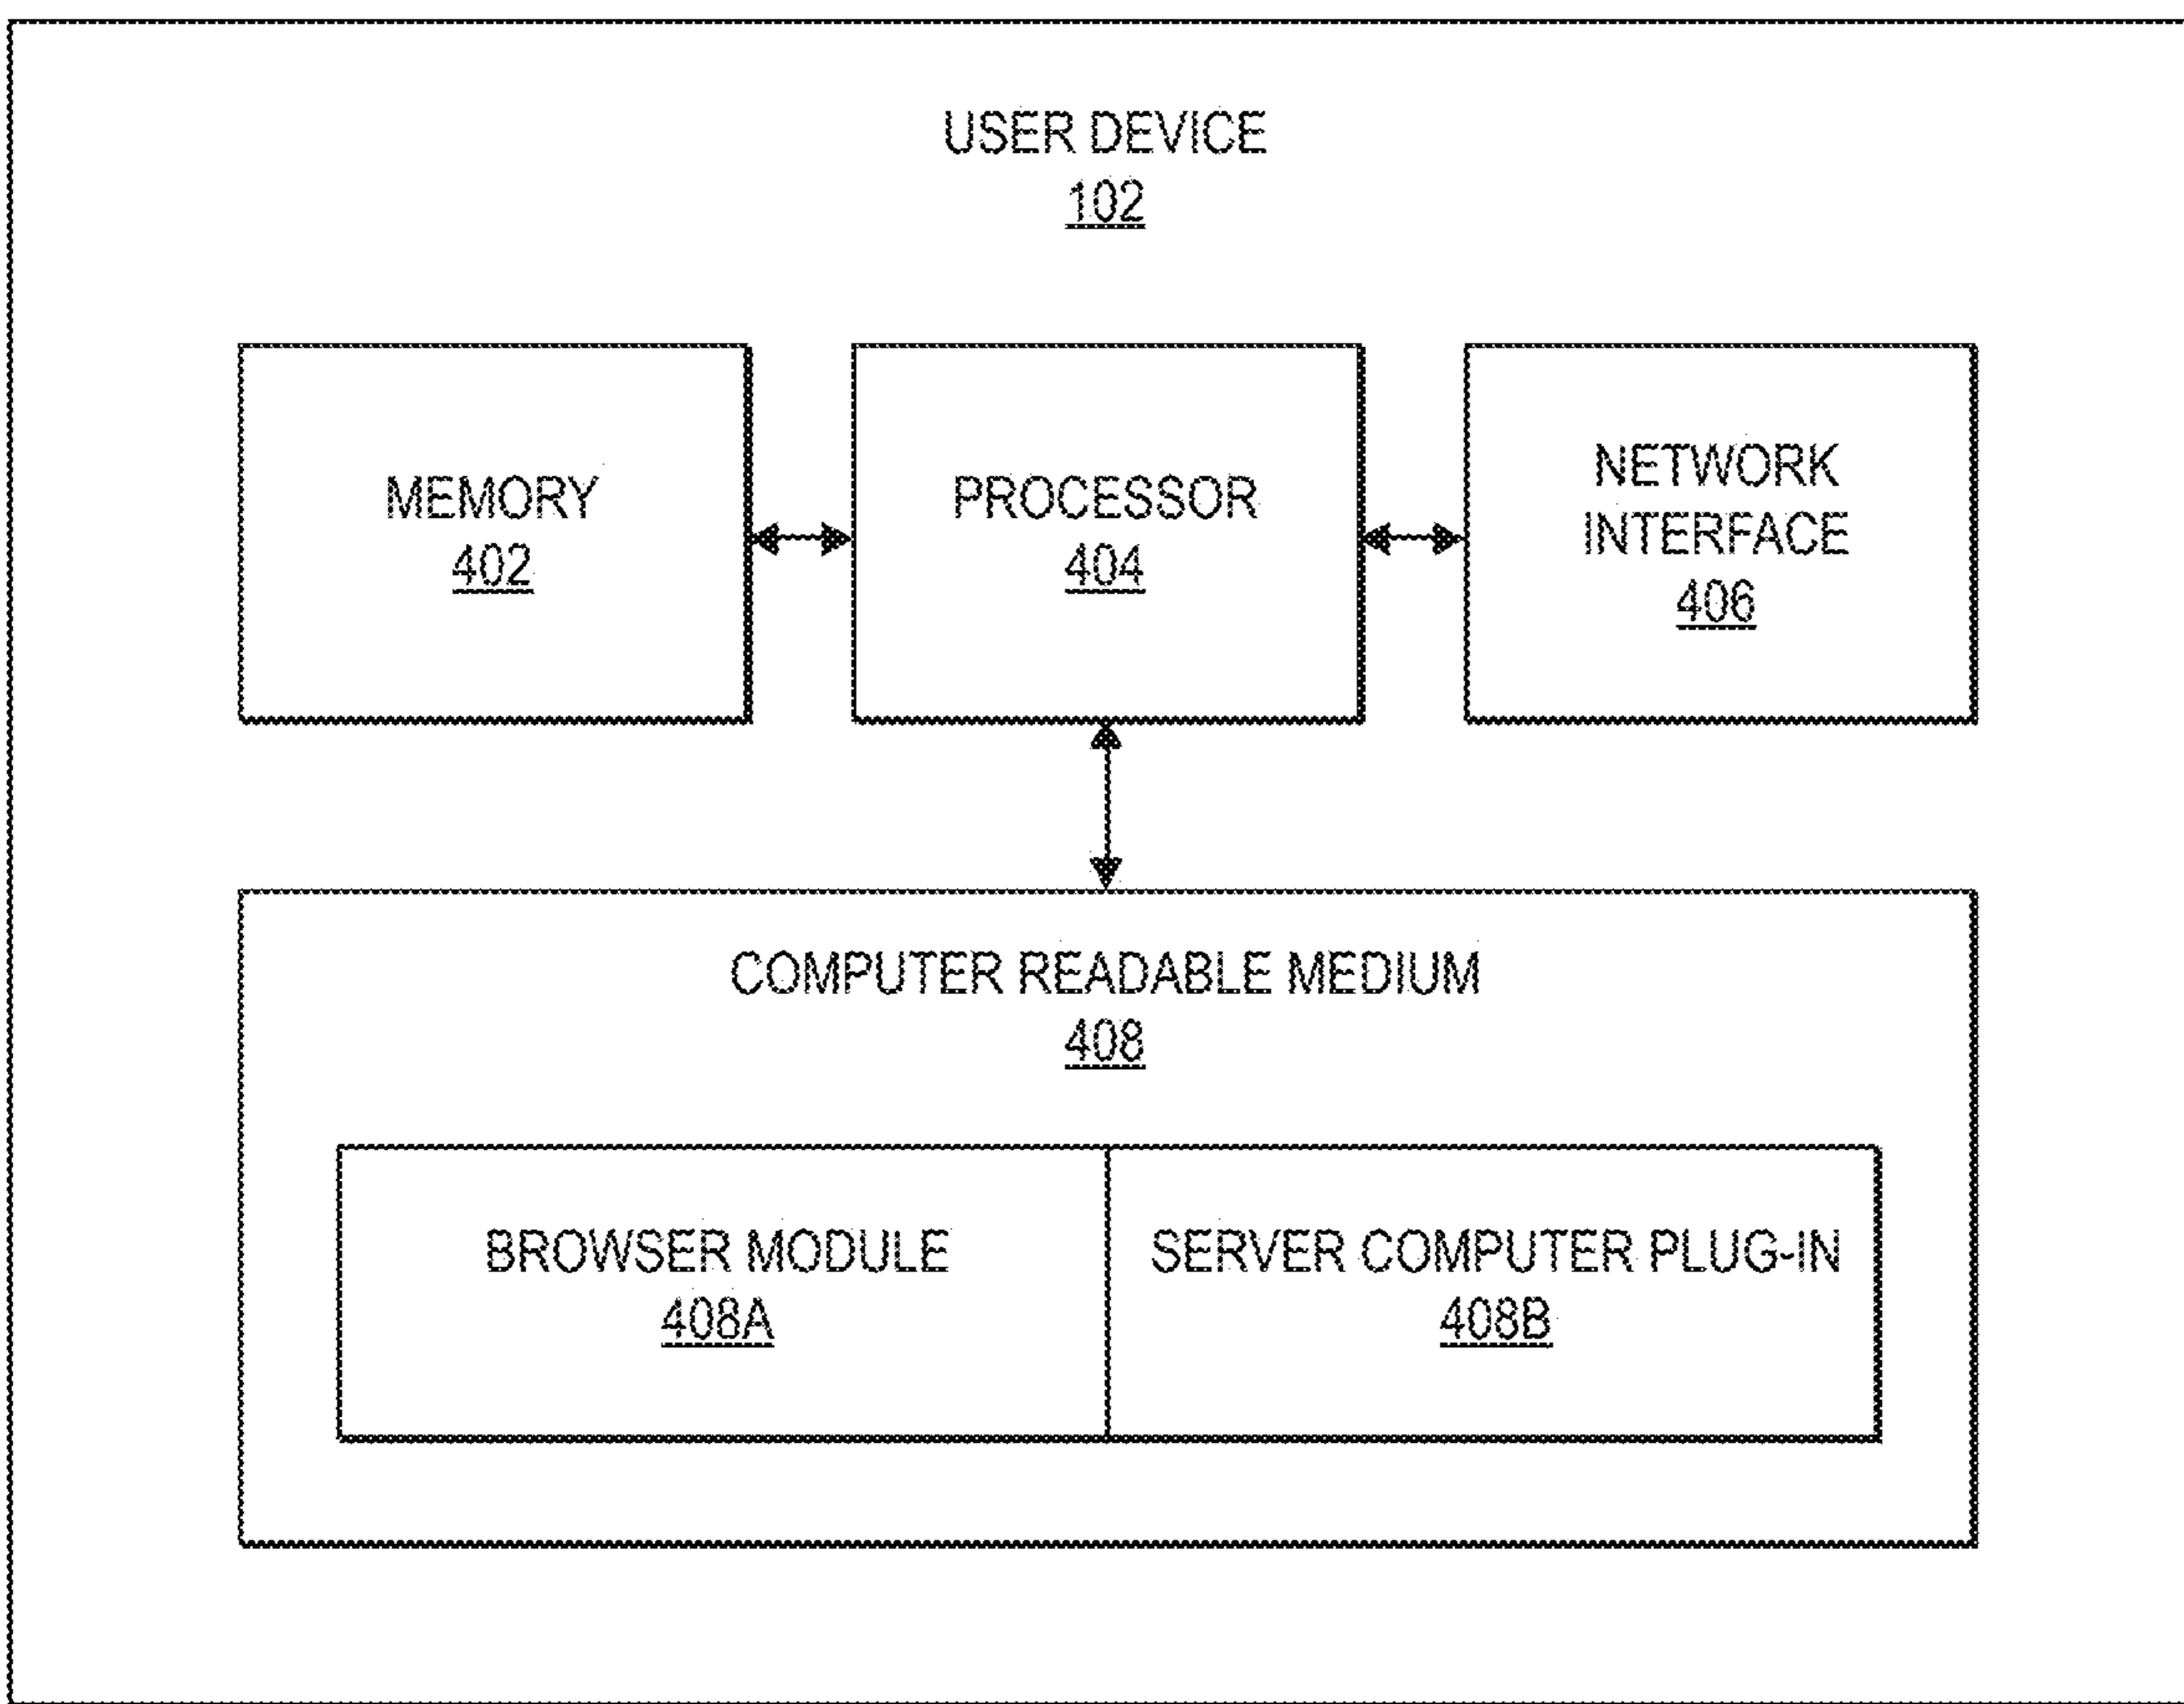 USER DEVICE
102
MEMORY
402
PROCESSOR
404
NETWORK
INTERFACE
406
COMPUTER READABLE MEDIUM
408
BROWSER MODULE
408A
SERVER COMPUTER PLUG-IN
408B